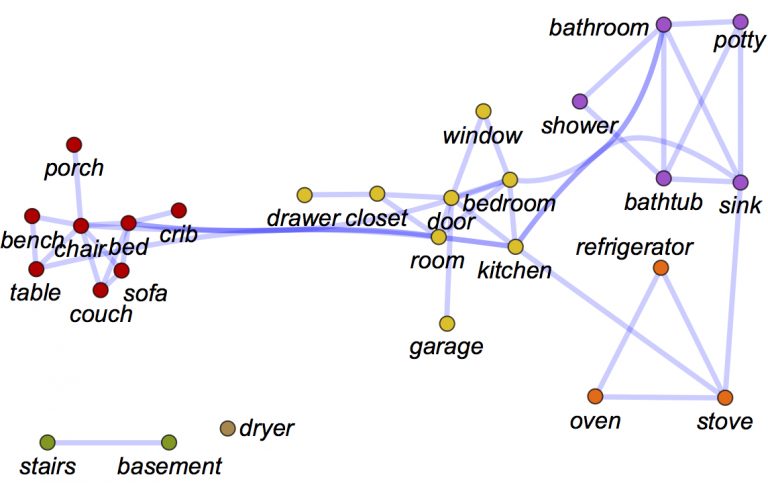 bathroom
potty
shower
window
porch
bathtub
sink
bedroom
drawer
closet
door
crib
bench
chair
bed
room
kitchen
refrigerator
table
sofa
couch
garage
oven
stove
dryer
stairs
basement